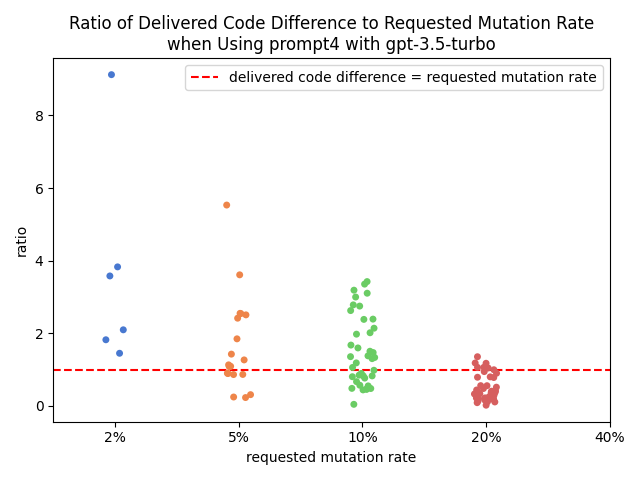 Ratio of Delivered Code Difference to Requested Mutation Rate
when Using prompt4 with gpt-3.5-turbo
delivered code difference = requested mutation rate
ratio
8
6
4
2
0
2%
5%
10%
20%
40%
requested mutation rate